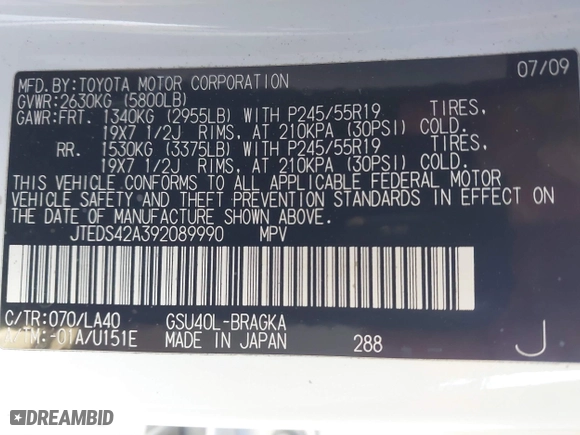 MFD.BY:TOYOTA MOTOR CORPORATION 07/09
GVWR:2630KG (5800LB)
GAWR:FRT. 1340KG (2955LB) WITH P245/55R19 TIRES,
19X7 1/2J RIMS, AT 210KPA (30PSI) COLD.
RR. 1530KG (3375LB) WITH P245/55R19 TIRES,
19X7 1/2J RIMS, AT 210KPA (30PSI) COLD.
THIS VEHICLE CONFORMS TO ALL APPLICABLE FEDERAL MOTOR
VEHICLE SAFETY AND THEFT PREVENTION STANDARDS IN EFFECT ON
THE DATE OF MANUFACTURE SHOWN ABOVE.
JTEDS42A392089990 MPV
C/TR:070/LA40 GSU40L-BRAGKA
A/TM:-01A/U151E MADE IN JAPAN 288 J
DREAMBID